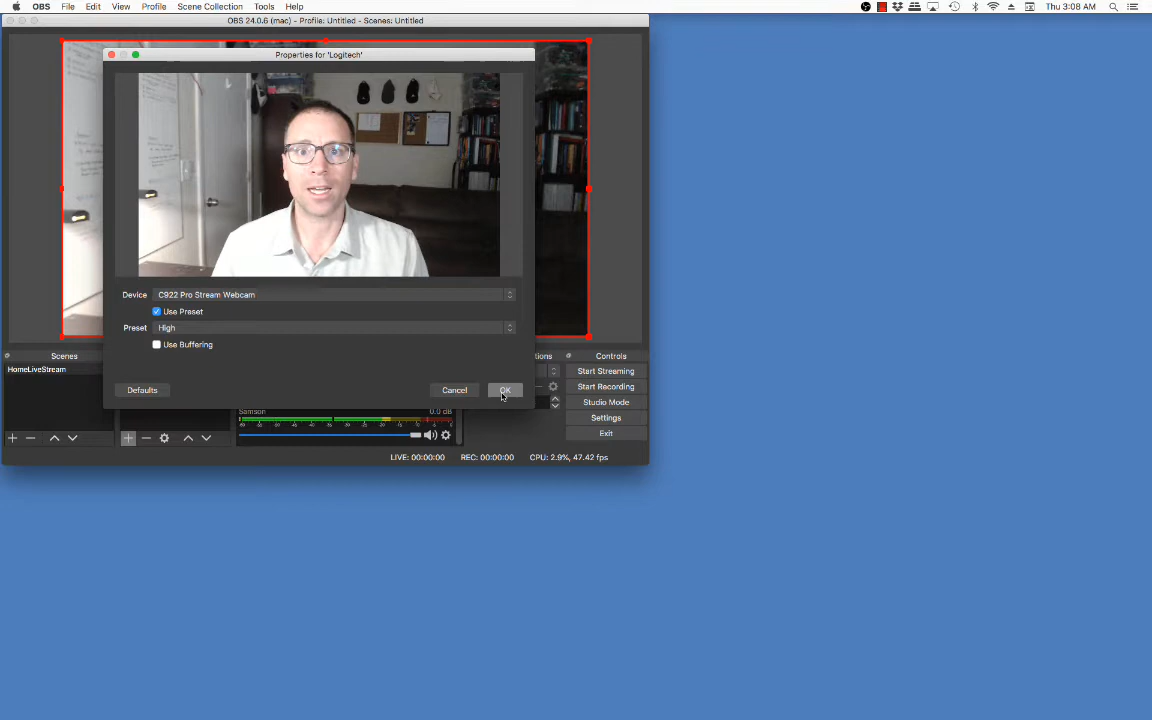 OBS File Edit View Profile Scene Collection Tools Help Thu 3:08 AM
OBS 24.0.6 (mac) - Profile: Untitled - Scenes: Untitled
Properties for 'Logitech'
Device C922 Pro Stream Webcam
Use Preset
Preset High
Use Buffering
Defaults Cancel OK
Scenes
HomeLiveStream
Samson 0.0 dB
tions
Controls
Start Streaming
Start Recording
Studio Mode
Settings
Exit
LIVE: 00:00:00 REC: 00:00:00 CPU: 2.9%, 47.42 fps